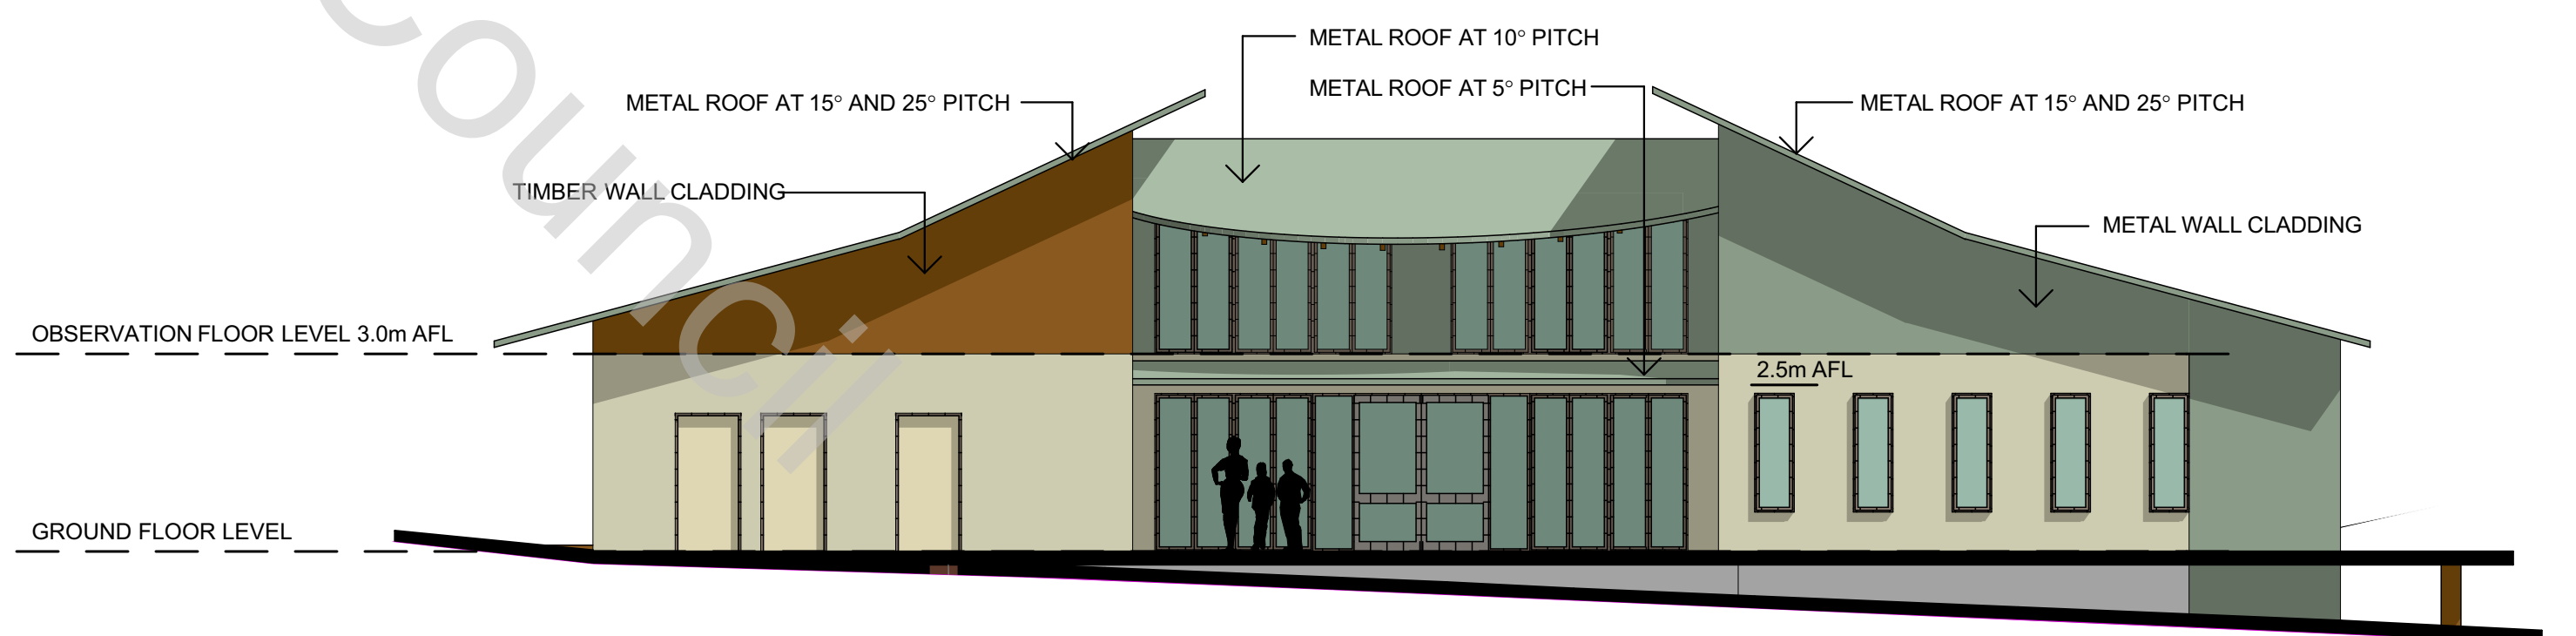 Council
METAL ROOF AT 10° PITCH
METAL ROOF AT 5° PITCH
METAL ROOF AT 15° AND 25° PITCH
METAL ROOF AT 15° AND 25° PITCH
TIMBER WALL CLADDING
METAL WALL CLADDING
OBSERVATION FLOOR LEVEL 3.0m AFL
2.5m AFL
GROUND FLOOR LEVEL